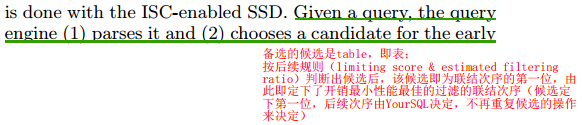 is done with the ISC-enabled SSD. Given a query, the query
engine (1) parses it and (2) chooses a candidate for the early
备选的候选是table，即表；
按后续规则（limiting score & estimated filtering
ratio）判断出候选后，该候选即为联结次序的第一位，由
此即定下了开销最小性能最佳的过滤的联结次序（候选定
下第一位，后续次序由YourSQL决定，不再重复候选的操作
来决定）